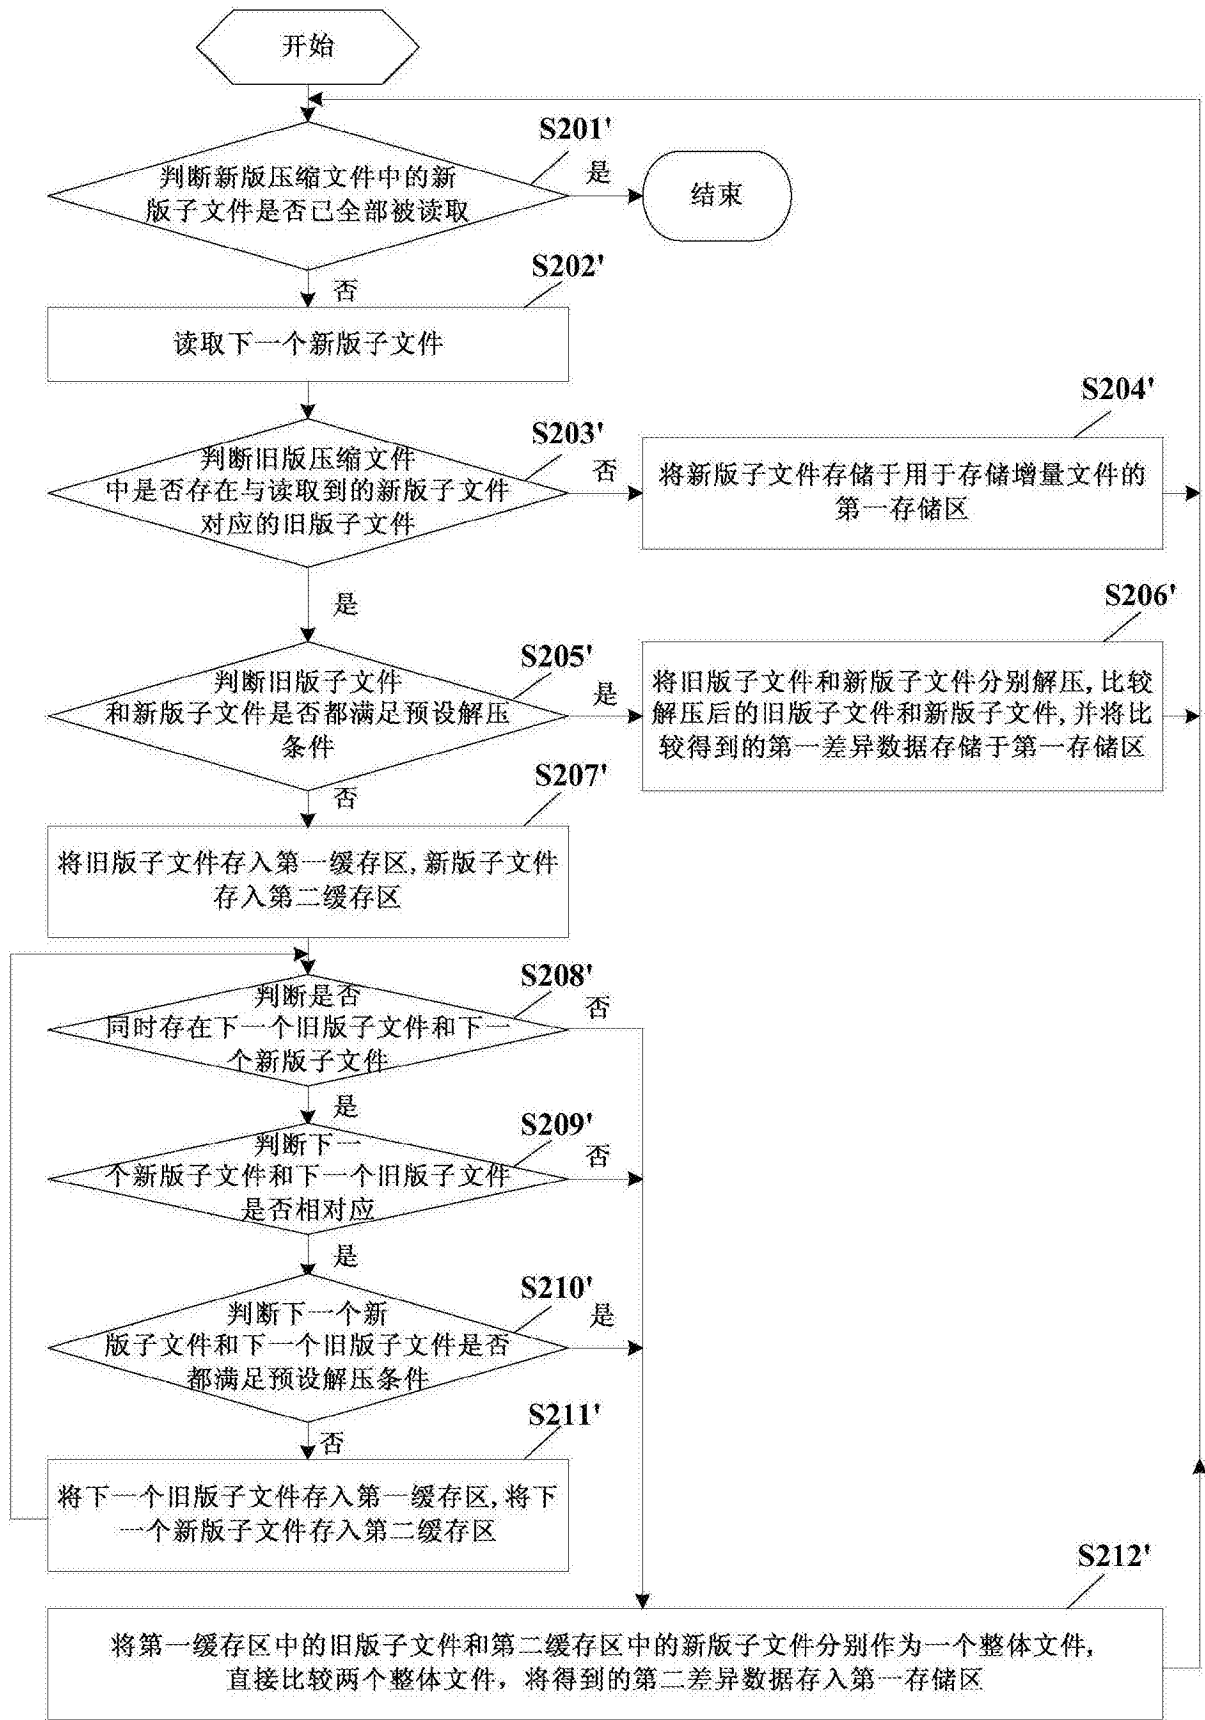 开始
S201'
判断新版压缩文件中的新
版子文件是否已全部被读取
是
结束
否
S202'
读取下一个新版子文件
S203'
判断旧版压缩文件
中是否存在与读取到的新版子文件
对应的旧版子文件
否
S204'
将新版子文件存储于用于存储增量文件的
第一存储区
是
S205'
判断旧版子文件
和新版子文件是否都满足预设解压
条件
是
S206'
将旧版子文件和新版子文件分别解压,比较
解压后的旧版子文件和新版子文件,并将比
较得到的第一差异数据存储于第一存储区
否
S207'
将旧版子文件存入第一缓存区,新版子文件
存入第二缓存区
S208'
判断是否
同时存在下一个旧版子文件和下一
个新版子文件
否
是
S209'
判断下一
个新版子文件和下一个旧版子文件
是否相对应
否
是
S210'
判断下一个新
版子文件和下一个旧版子文件是否
都满足预设解压条件
是
否
S211'
将下一个旧版子文件存入第一缓存区,将下
一个新版子文件存入第二缓存区
S212'
将第一缓存区中的旧版子文件和第二缓存区中的新版子文件分别作为一个整体文件,
直接比较两个整体文件，将得到的第二差异数据存入第一存储区